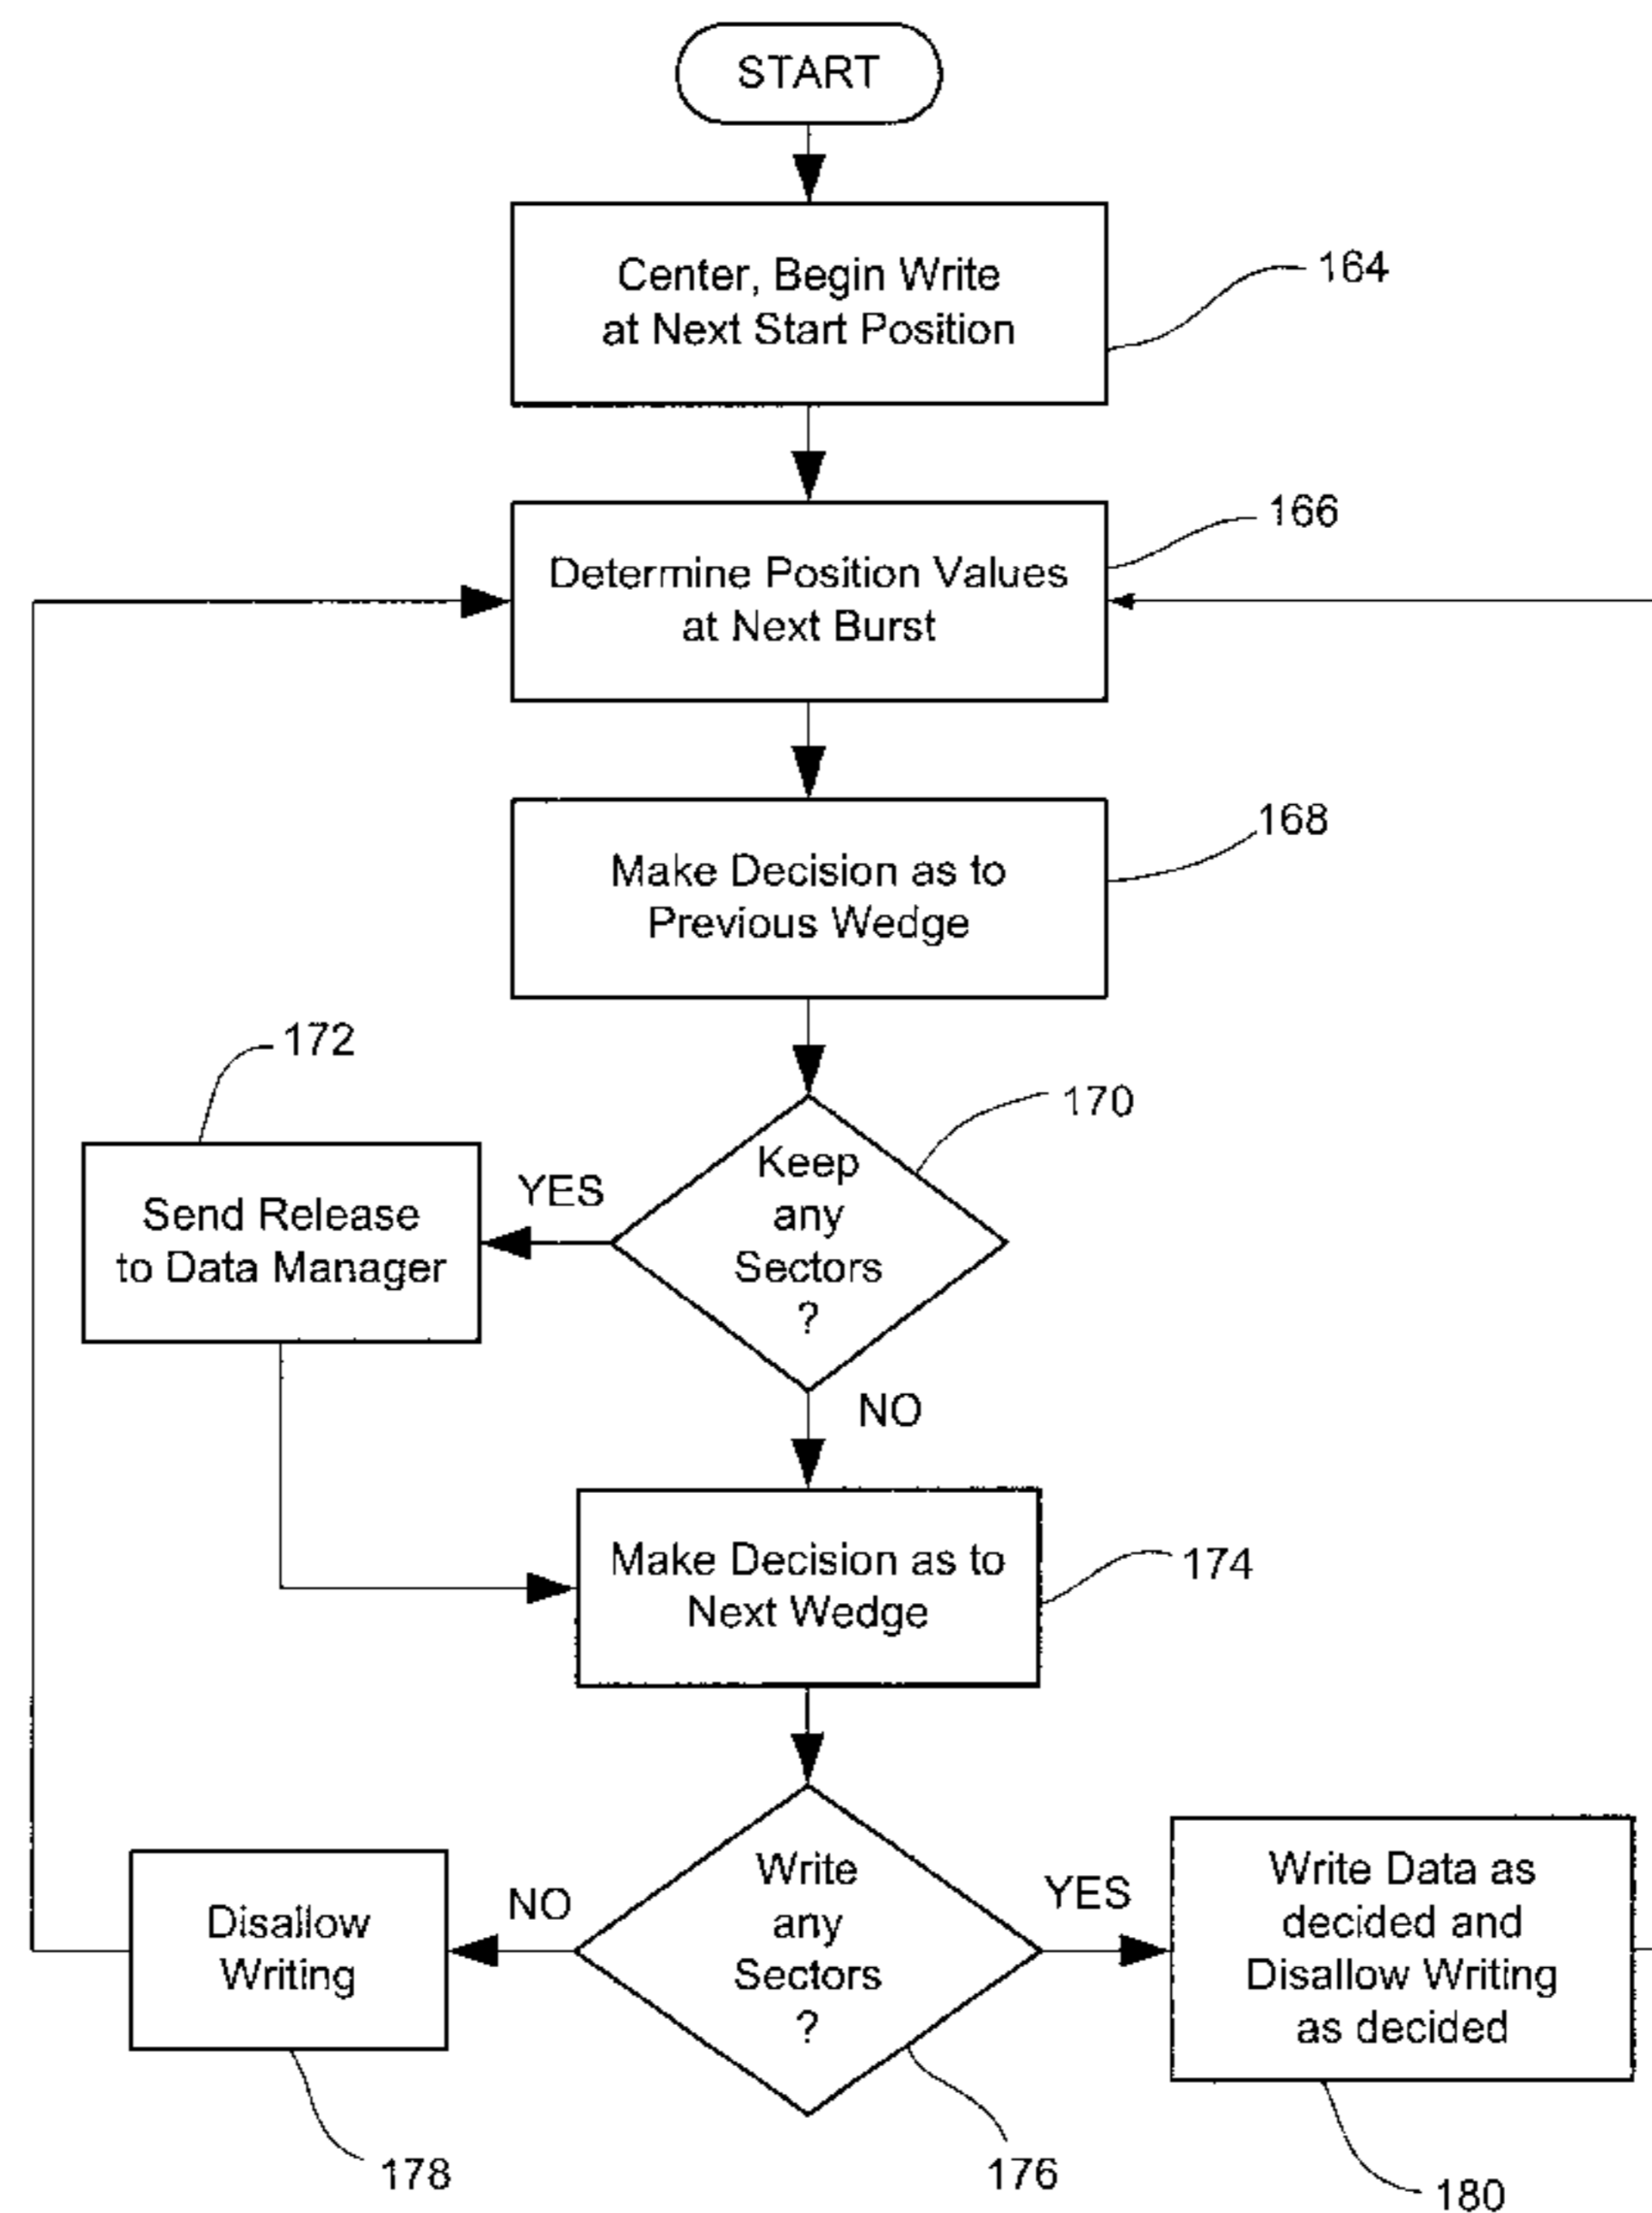 START
Center, Begin Write
at Next Start Position
164
Determine Position Values
at Next Burst
166
Make Decision as to
Previous Wedge
168
172
170
Keep
any
Sectors
?
YES
Send Release
to Data Manager
NO
Make Decision as to
Next Wedge
174
Write
any
Sectors
?
NO
YES
Disallow
Writing
Write Data as
decided and
Disallow Writing
as decided
178
176
180